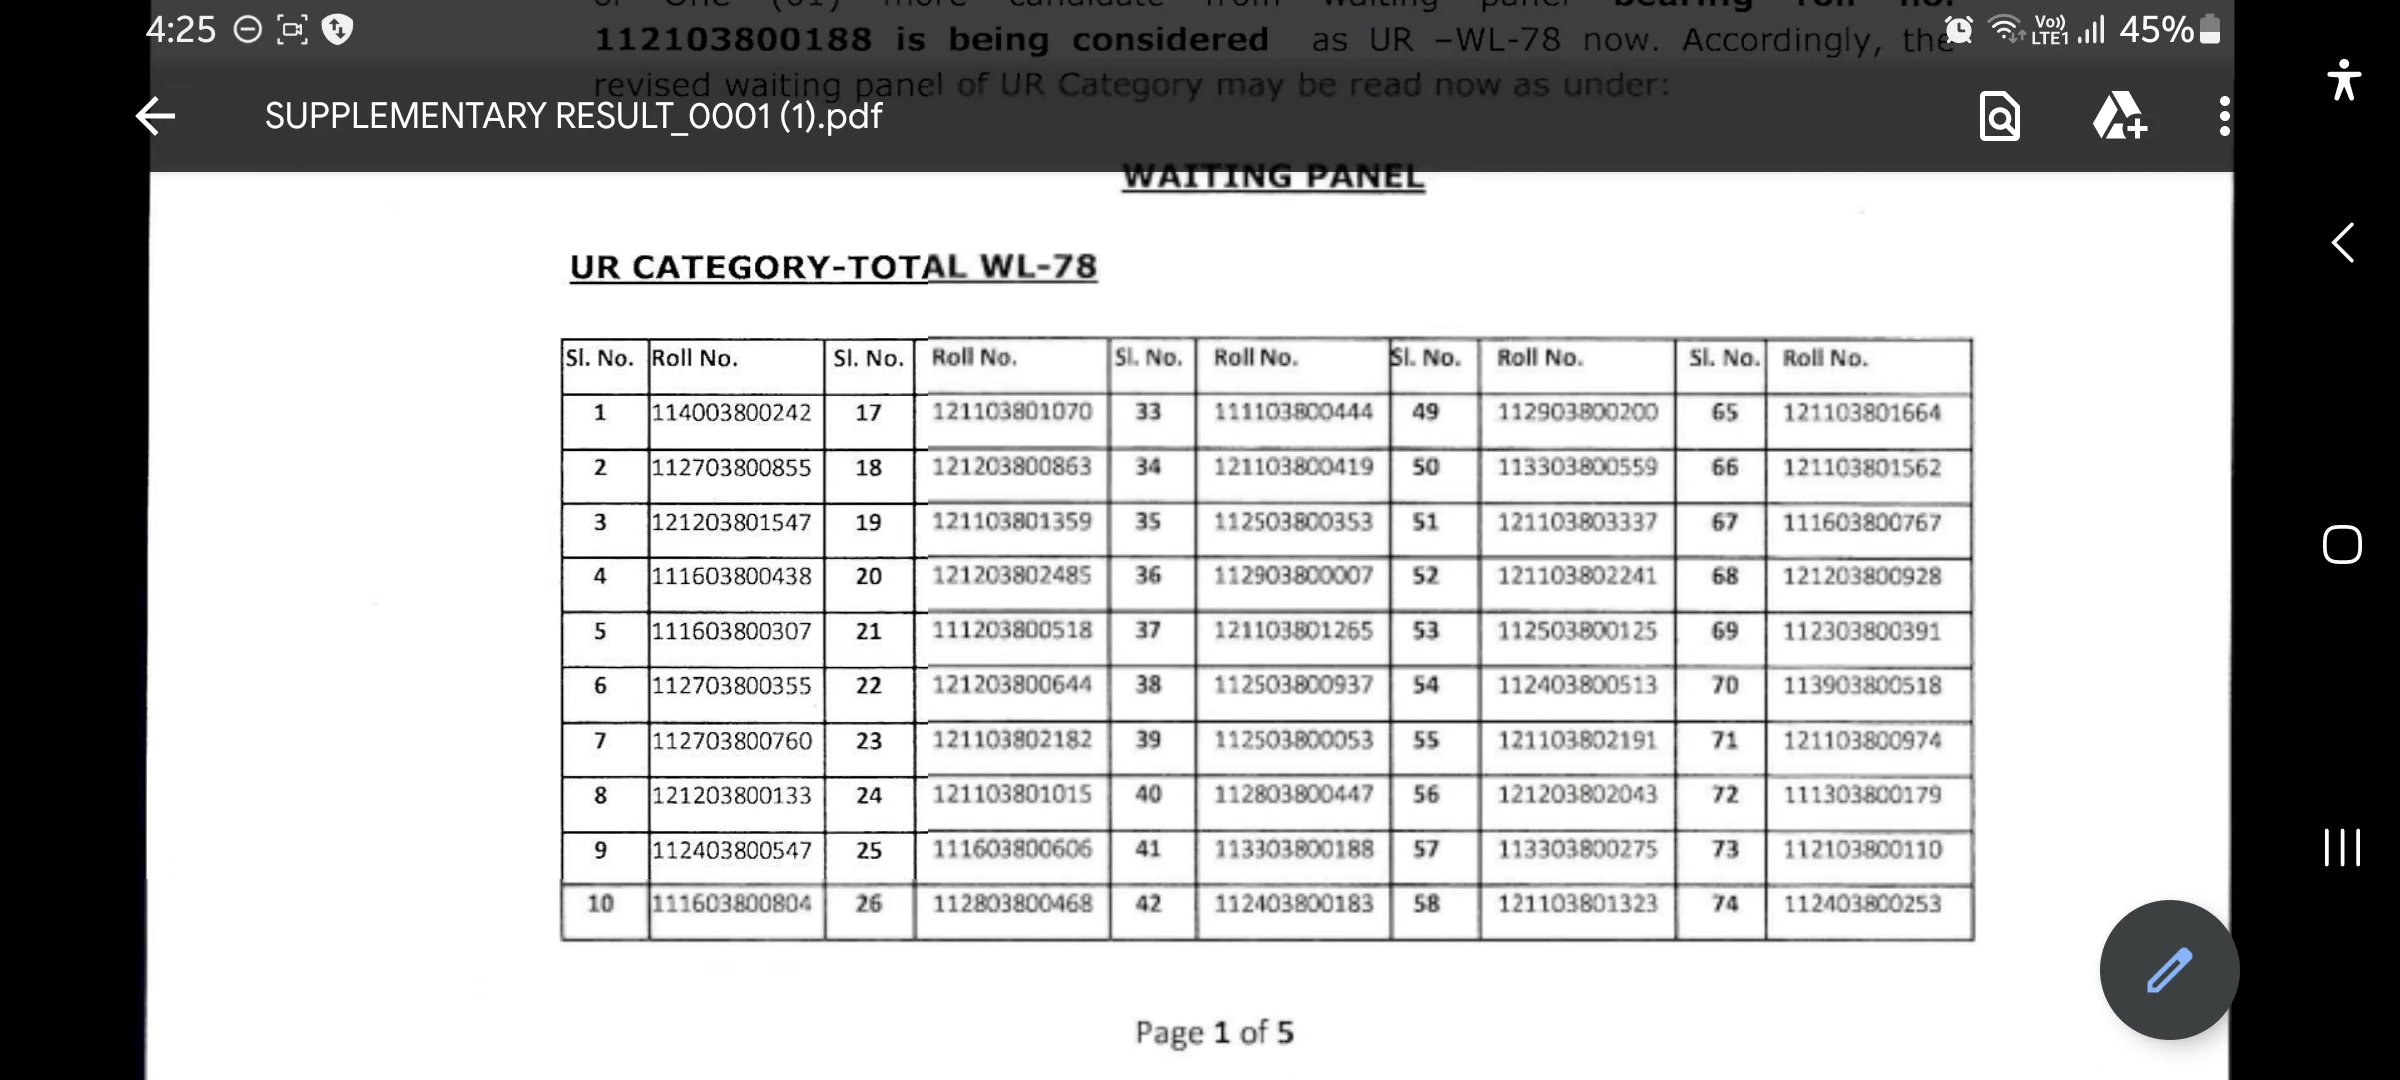 4:25 Vo)) LTE1 45%
112103800188 is being considered as UR –WL-78 now. Accordingly, the
revised waiting panel of UR Category may be read now as under:
SUPPLEMENTARY RESULT_0001 (1).pdf
WAITING PANEL
UR CATEGORY-TOTAL WL-78
Sl. No. Roll No. Sl. No. Roll No. Sl. No. Roll No. Sl. No. Roll No. Sl. No. Roll No.
1 114003800242 17 121103801070 33 111103800444 49 112903800200 65 121103801664
2 112703800855 18 121203800863 34 121103800419 50 113303800559 66 121103801562
3 121203801547 19 121103801359 35 112503800353 51 121103803337 67 111603800767
4 111603800438 20 121203802485 36 112903800007 52 121103802241 68 121203800928
5 111603800307 21 111203800518 37 121103801265 53 112503800125 69 112303800391
6 112703800355 22 121203800644 38 112503800937 54 112403800513 70 113903800518
7 112703800760 23 121103802182 39 112503800053 55 121103802191 71 121103800974
8 121203800133 24 121103801015 40 112803800447 56 121203802043 72 111303800179
9 112403800547 25 111603800606 41 113303800188 57 113303800275 73 112103800110
10 111603800804 26 112803800468 42 112403800183 58 121103801323 74 112403800253
Page 1 of 5